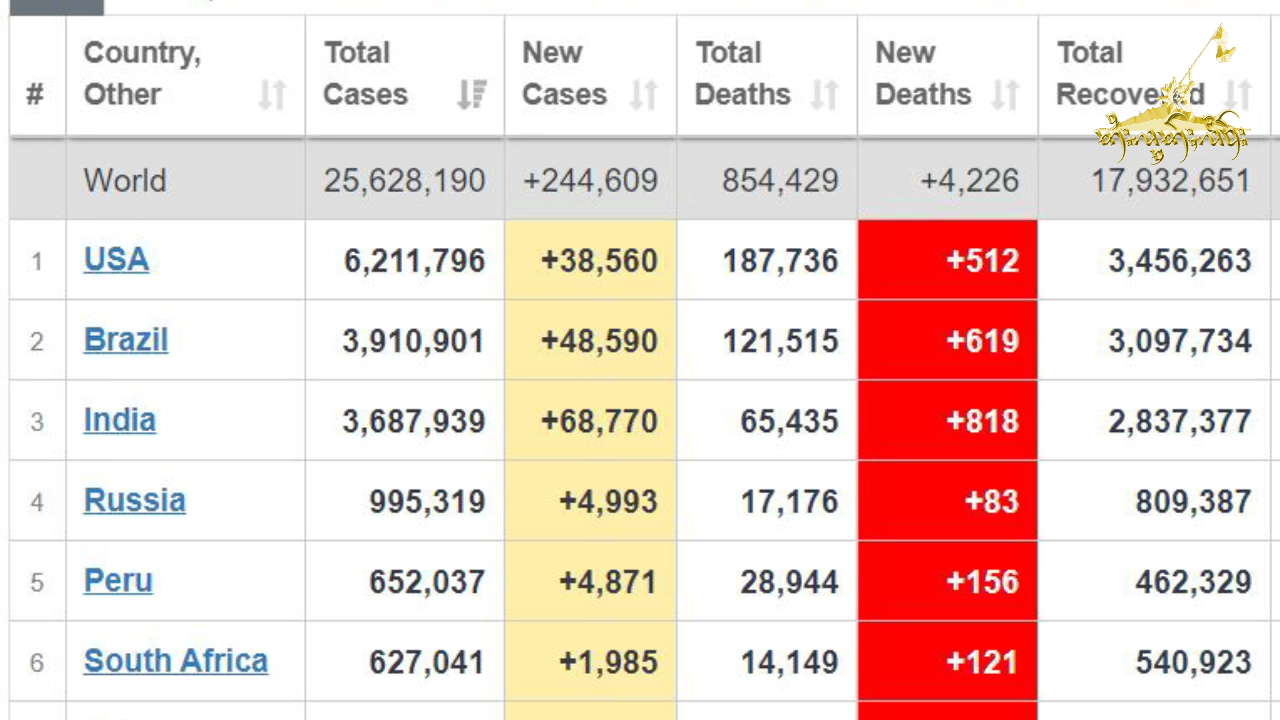 # Country, Other Total Cases New Cases Total Deaths New Deaths Total Recovered
World 25,628,190 +244,609 854,429 +4,226 17,932,651
1 USA 6,211,796 +38,560 187,736 +512 3,456,263
2 Brazil 3,910,901 +48,590 121,515 +619 3,097,734
3 India 3,687,939 +68,770 65,435 +818 2,837,377
4 Russia 995,319 +4,993 17,176 +83 809,387
5 Peru 652,037 +4,871 28,944 +156 462,329
6 South Africa 627,041 +1,985 14,149 +121 540,923